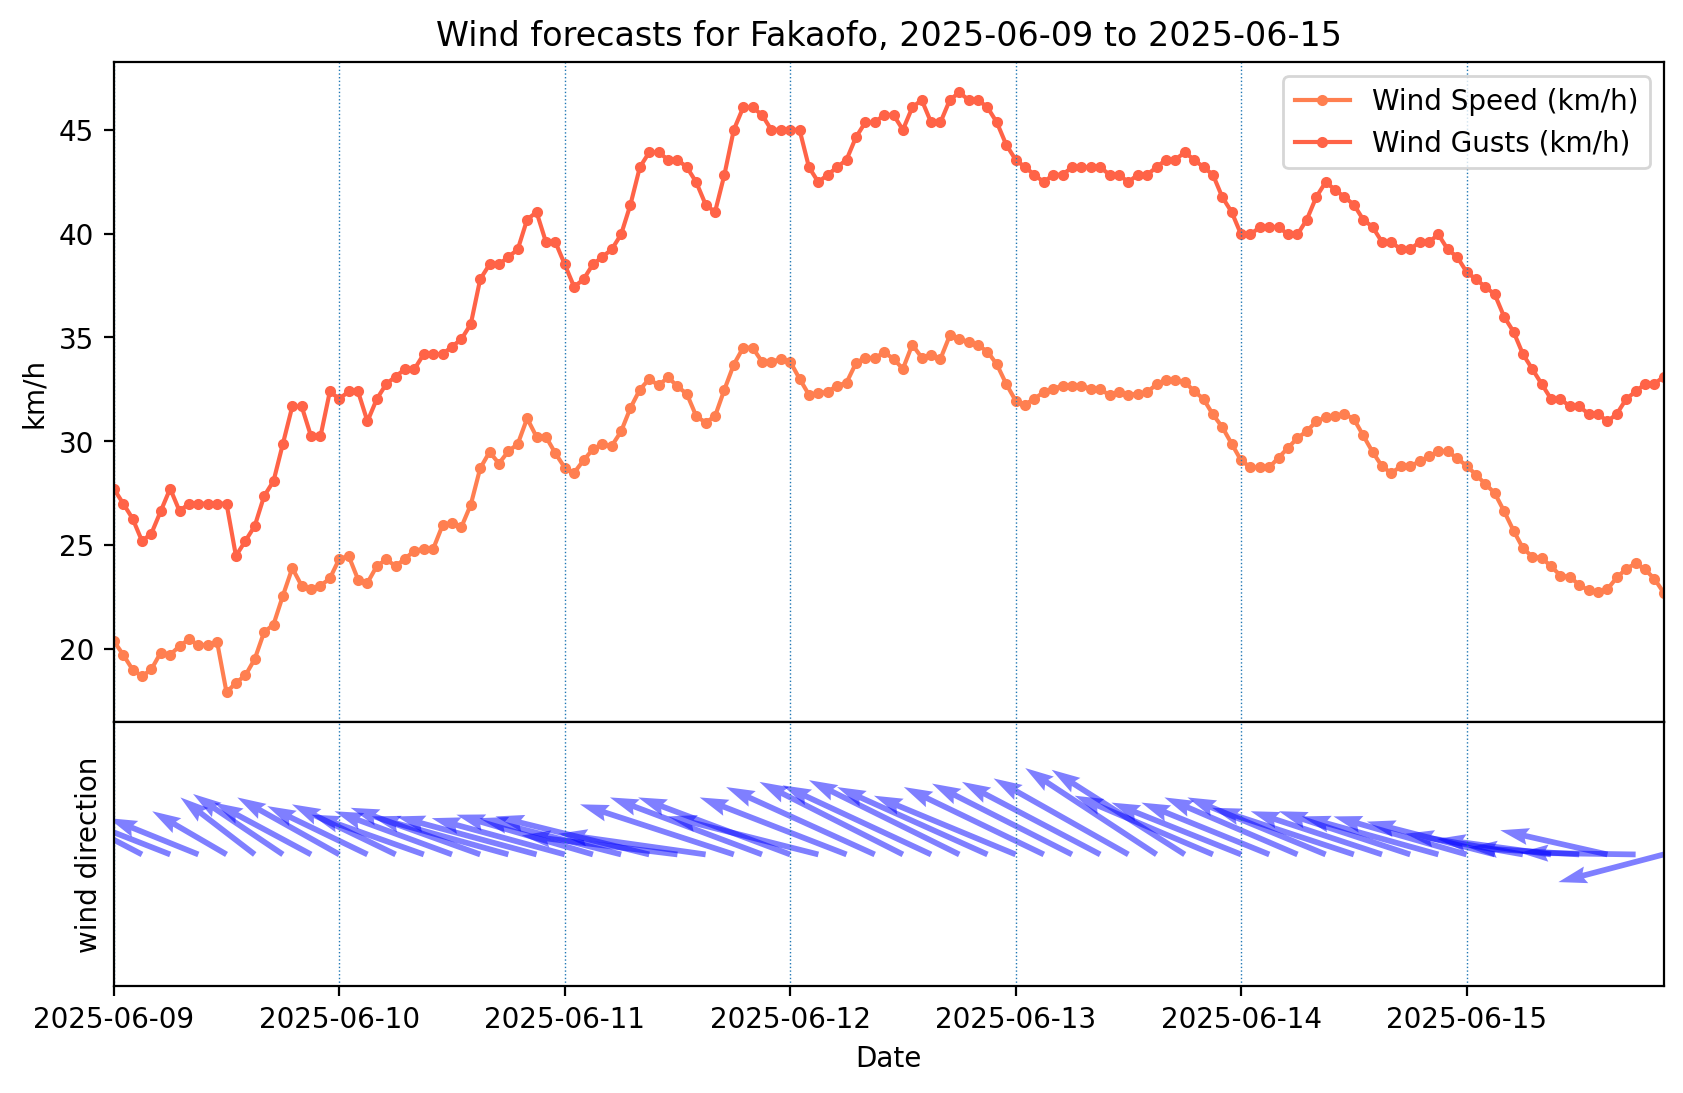 Wind forecasts for Fakaofo, 2025-06-09 to 2025-06-15
Wind Speed (km/h)
Wind Gusts (km/h)
45
40
35
30
25
20
km/h
wind direction
2025-06-09
2025-06-10
2025-06-11
2025-06-12
2025-06-13
2025-06-14
2025-06-15
Date